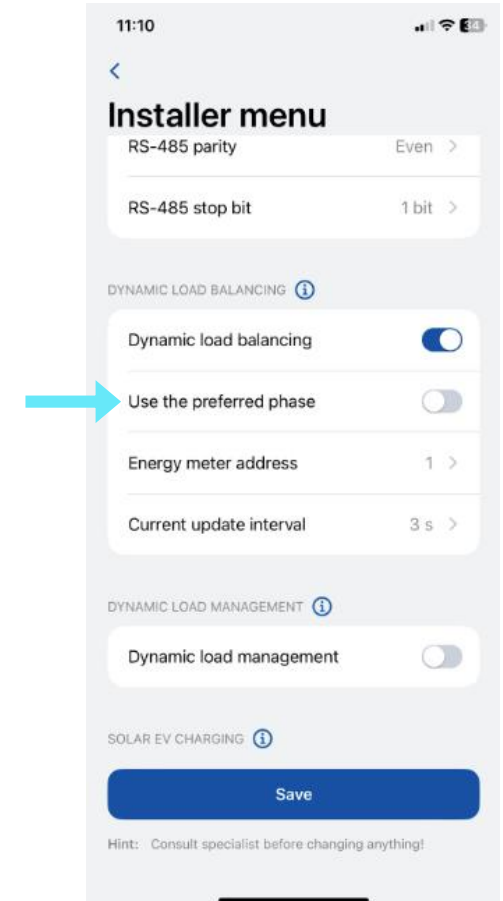 11:10
34
Installer menu
RS-485 parity Even
RS-485 stop bit 1 bit
DYNAMIC LOAD BALANCING
Dynamic load balancing
Use the preferred phase
Energy meter address 1
Current update interval 3 s
DYNAMIC LOAD MANAGEMENT
Dynamic load management
SOLAR EV CHARGING
Save
Hint: Consult specialist before changing anything!